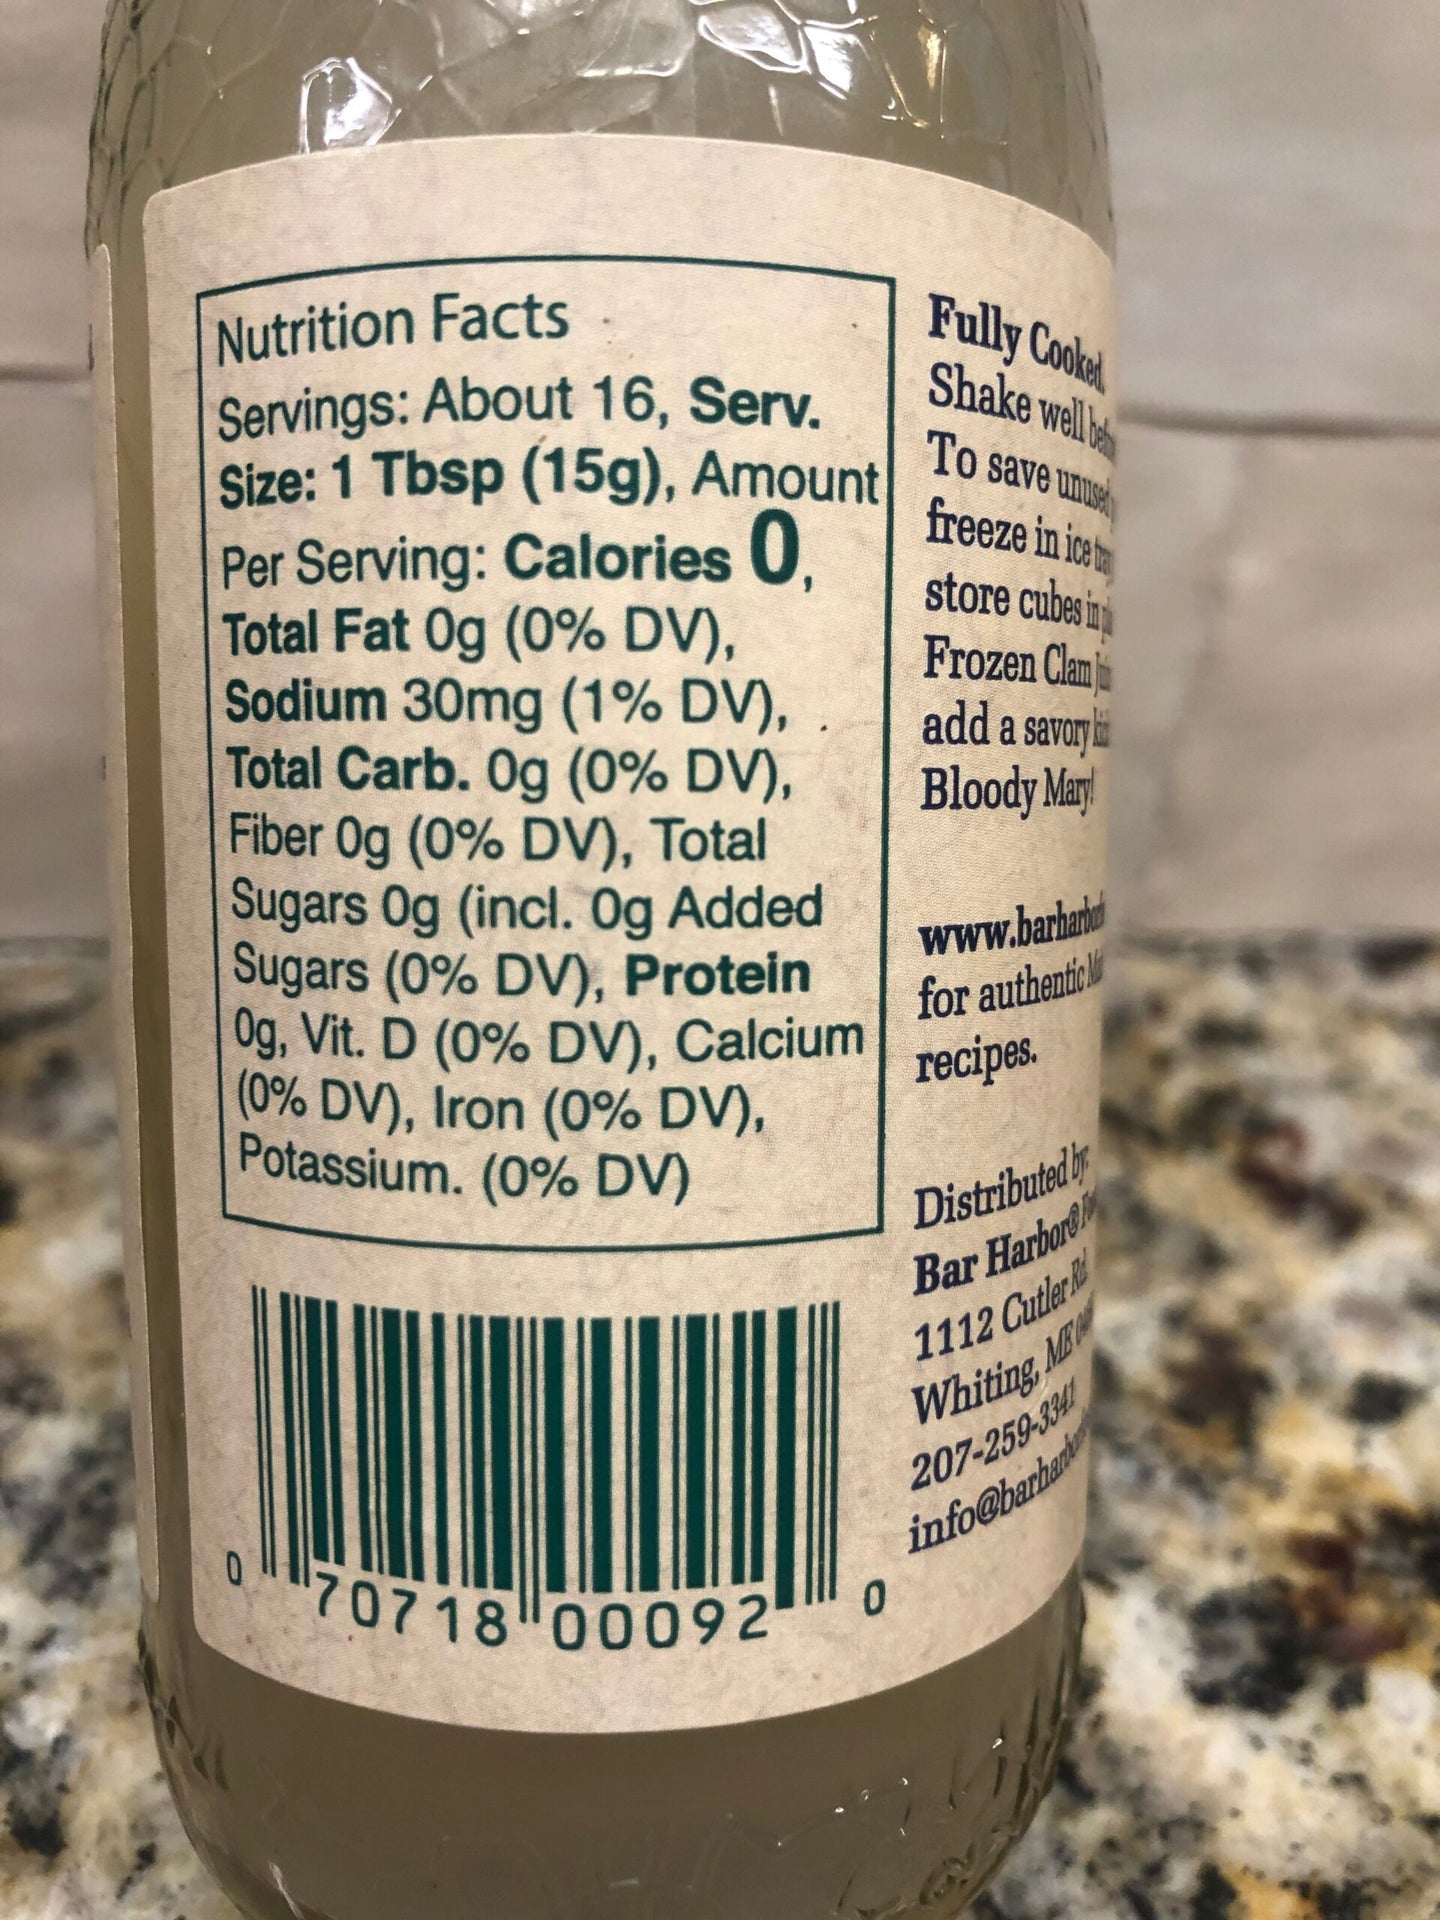 Nutrition Facts
Servings: About 16, Serv.
Size: 1 Tbsp (15g), Amount
Per Serving: Calories 0,
Total Fat 0g (0% DV),
Sodium 30mg (1% DV),
Total Carb. 0g (0% DV),
Fiber 0g (0% DV), Total
Sugars 0g (incl. 0g Added
Sugars (0% DV), Protein
0g, Vit. D (0% DV), Calcium
(0% DV), Iron (0% DV),
Potassium. (0% DV)
0 70718 00092 0
Fully Cooked.
Shake well
To save unused
freeze in ice
store cubes in
Frozen Clam
add a savory
Bloody Mary!
for authentic
recipes.
Distributed by:
Bar Harbor®
1112 Cutler Rd.
Whiting, ME
207-259-3341